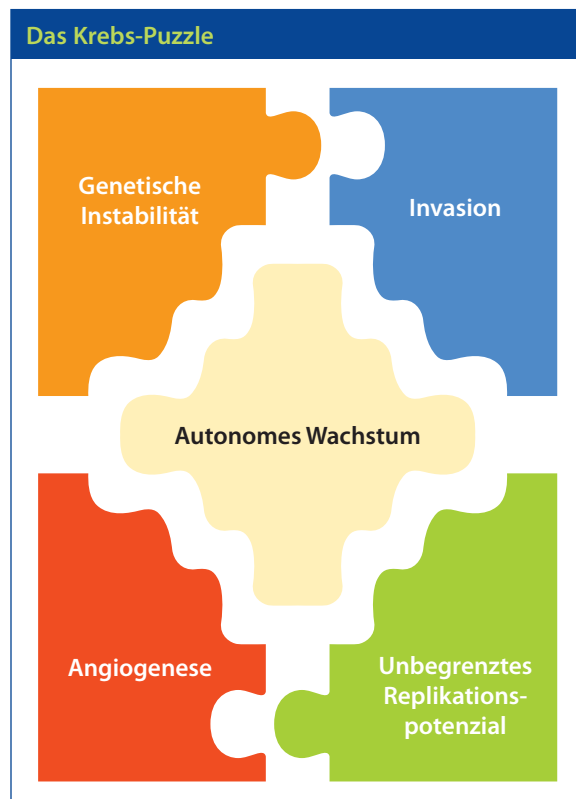 Das Krebs-Puzzle
Genetische
Instabilität
Invasion
Autonomes Wachstum
Angiogenese
Unbegrenztes
Replikations-
potenzial